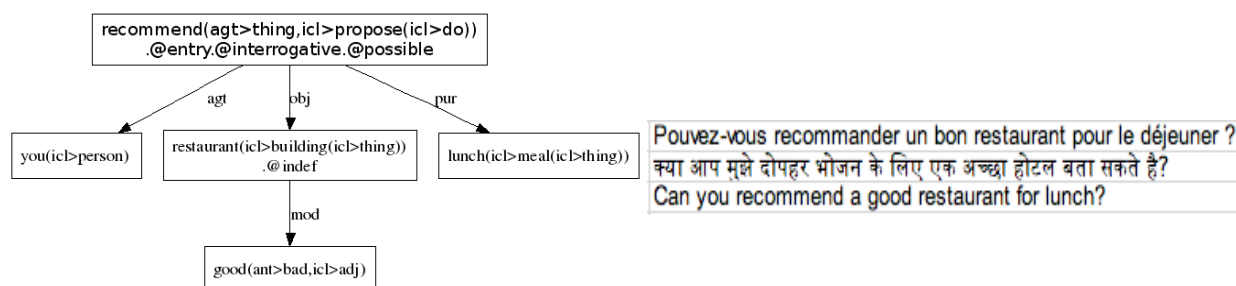 recommend(agt>thing,icl>propose(icl>do))
.@entry.@interrogative.@possible
agt
obj
pur
you(icl>person)
restaurant(icl>building(icl>thing))
.@indef
lunch(icl>meal(icl>thing))
mod
good(ant>bad,icl>adj)
Pouvez-vous recommander un bon restaurant pour le déjeuner ?
क्या आप मुझे दोपहर भोजन के लिए एक अच्छा होटल बता सकते है?
Can you recommend a good restaurant for lunch?